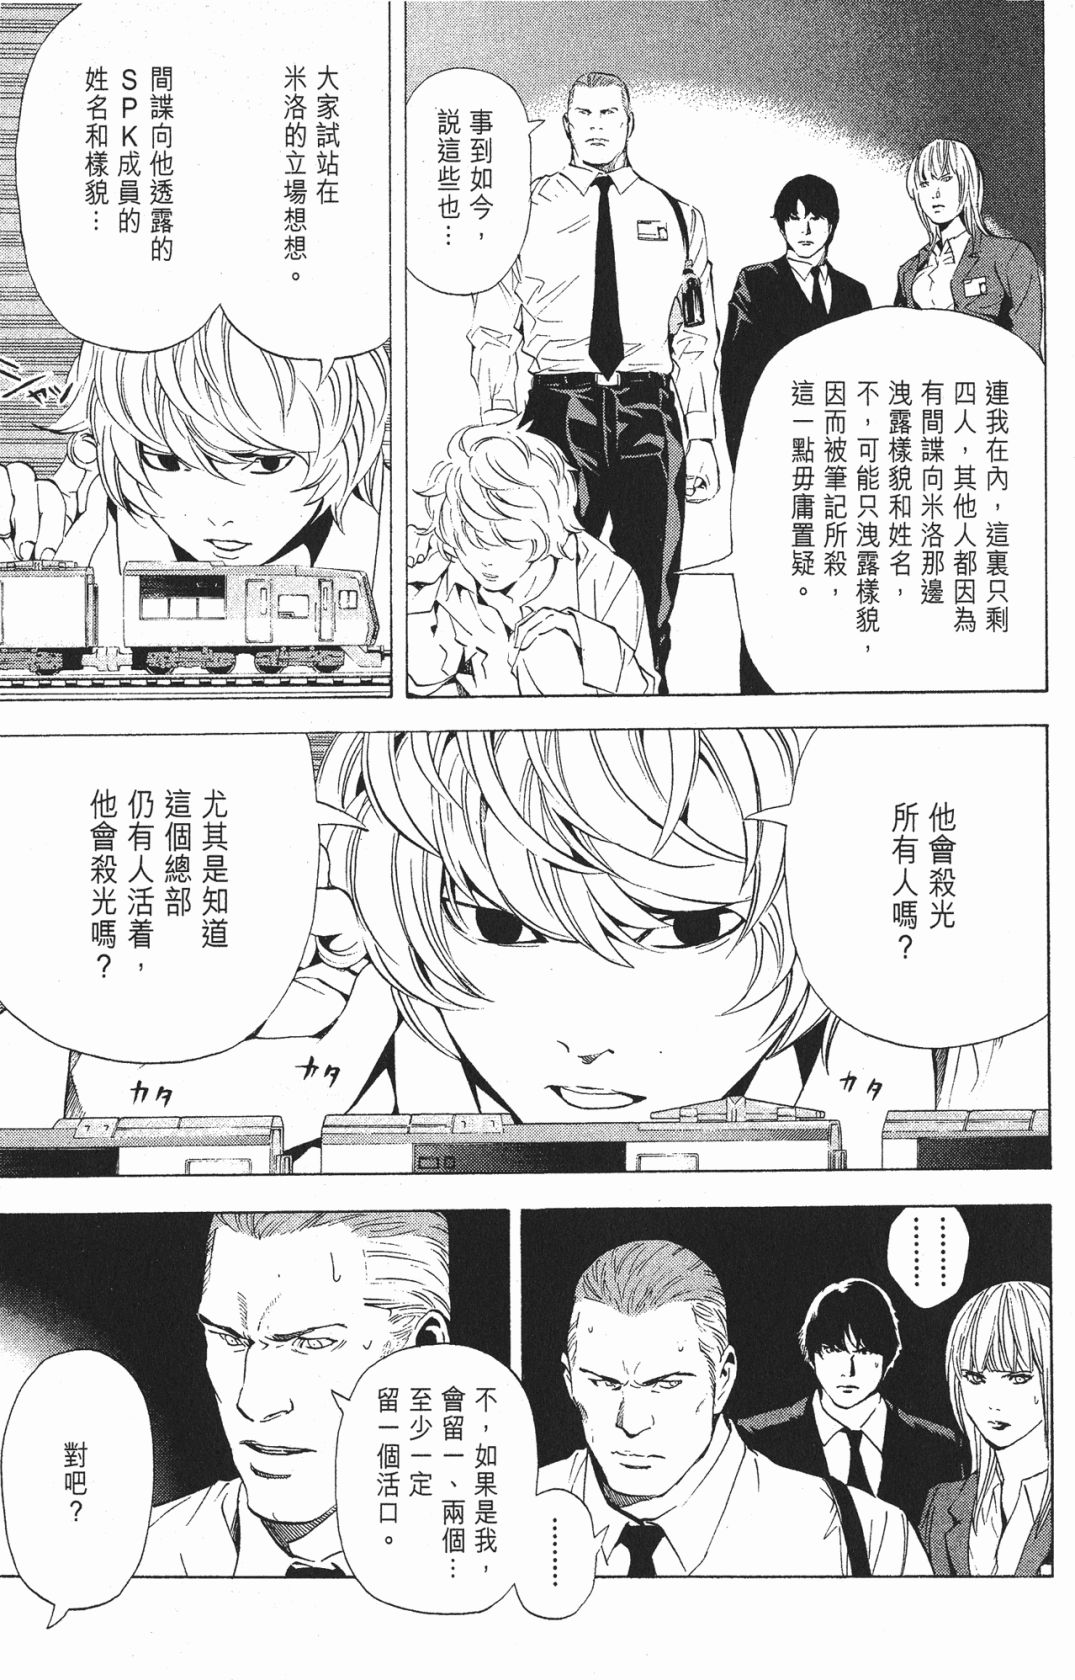 連我在內，這裏只剩
四人，其他人都因為
有間諜向米洛那邊
洩露樣貌和姓名，
不，可能只洩露樣貌，
因而被筆記所殺，
這一點毋庸置疑。
事到如今，
說這些也…
大家試站在
米洛的立場想想。
間諜向他透露的
SPK成員的
姓名和樣貌…
他會殺光
所有人嗎？
尤其是知道
這個總部
仍有人活着，
他會殺光嗎？
カタ
カタ
カタ
………
………
………
不，如果是我，
會留一、兩個…
至少一定
留一個活口。
對吧？